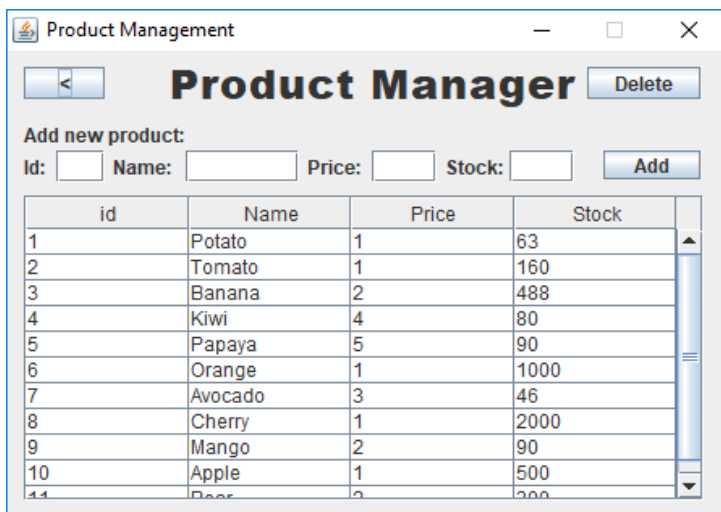 Product Management
< Product Manager Delete
Add new product:
Id: Name: Price: Stock: Add
id Name Price Stock
1 Potato 1 63
2 Tomato 1 160
3 Banana 2 488
4 Kiwi 4 80
5 Papaya 5 90
6 Orange 1 1000
7 Avocado 3 46
8 Cherry 1 2000
9 Mango 2 90
10 Apple 1 500